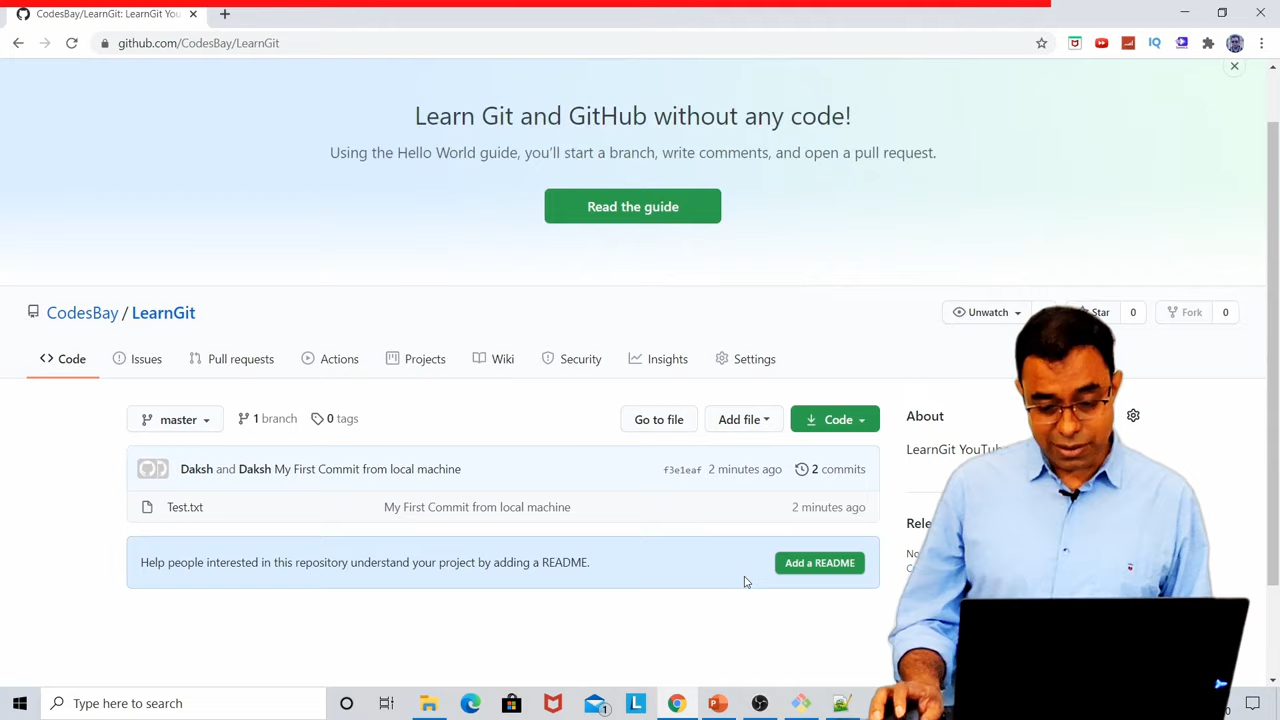 CodesBay/LearnGit: LearnGit You
github.com/CodesBay/LearnGit
IQ
Learn Git and GitHub without any code!
Using the Hello World guide, you'll start a branch, write comments, and open a pull request.
Read the guide
CodesBay / LearnGit
Unwatch
Star 0
Fork 0
Code
Issues
Pull requests
Actions
Projects
Wiki
Security
Insights
Settings
master
1 branch
0 tags
Go to file
Add file
Code
About
Daksh and Daksh My First Commit from local machine
f3e1eaf 2 minutes ago
2 commits
LearnGit
Test.txt
My First Commit from local machine
2 minutes ago
Help people interested in this repository understand your project by adding a README.
Add a README
Type here to search
1